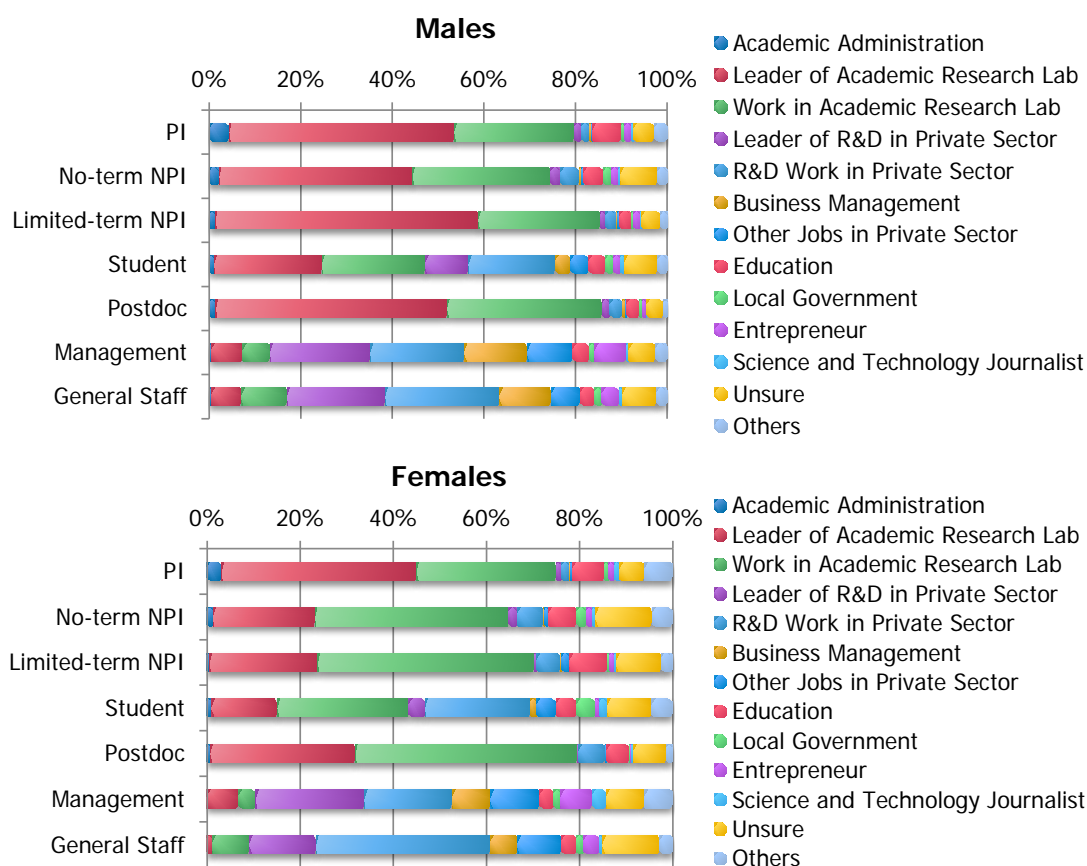 Males
0% 20% 40% 60% 80% 100%
PI
No-term NPI
Limited-term NPI
Student
Postdoc
Management
General Staff
Academic Administration
Leader of Academic Research Lab
Work in Academic Research Lab
Leader of R&D in Private Sector
R&D Work in Private Sector
Business Management
Other Jobs in Private Sector
Education
Local Government
Entrepreneur
Science and Technology Journalist
Unsure
Others
Females
0% 20% 40% 60% 80% 100%
PI
No-term NPI
Limited-term NPI
Student
Postdoc
Management
General Staff
Academic Administration
Leader of Academic Research Lab
Work in Academic Research Lab
Leader of R&D in Private Sector
R&D Work in Private Sector
Business Management
Other Jobs in Private Sector
Education
Local Government
Entrepreneur
Science and Technology Journalist
Unsure
Others